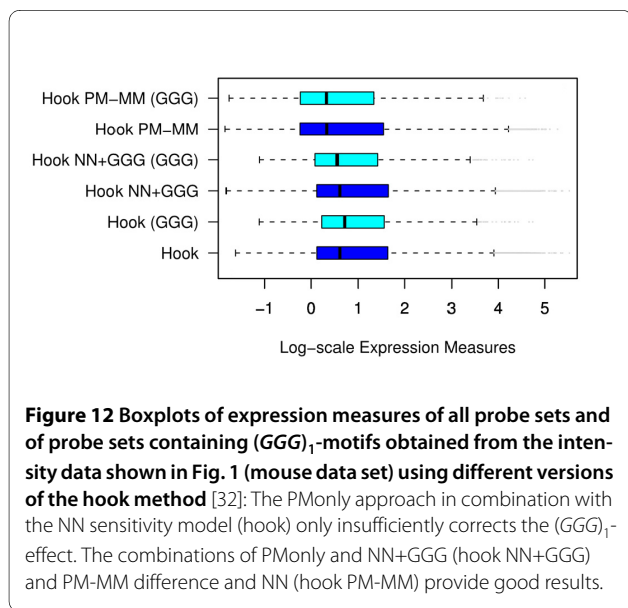 Hook PM−MM (GGG)
Hook PM−MM
Hook NN+GGG (GGG)
Hook NN+GGG
Hook (GGG)
Hook
−1 0 1 2 3 4 5
Log−scale Expression Measures
Figure 12 Boxplots of expression measures of all probe sets and
of probe sets containing (GGG)₁-motifs obtained from the inten-
sity data shown in Fig. 1 (mouse data set) using different versions
of the hook method [32]: The PMonly approach in combination with
the NN sensitivity model (hook) only insufficiently corrects the (GGG)₁-
effect. The combinations of PMonly and NN+GGG (hook NN+GGG)
and PM-MM difference and NN (hook PM-MM) provide good results.